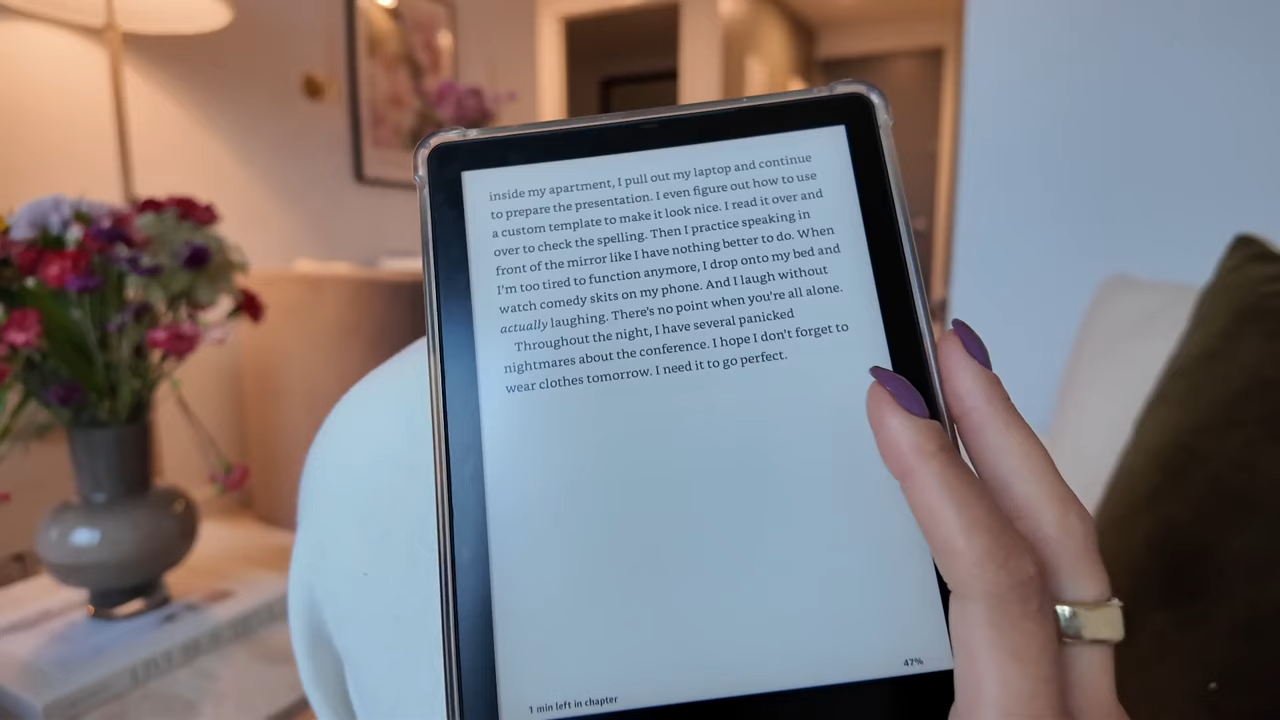 inside my apartment, I pull out my laptop and continue
to prepare the presentation. I even figure out how to use
a custom template to make it look nice. I read it over and
over to check the spelling. Then I practice speaking in
front of the mirror like I have nothing better to do. When
I'm too tired to function anymore, I drop onto my bed and
watch comedy skits on my phone. And I laugh without
actually laughing. There's no point when you're all alone.
Throughout the night, I have several panicked
nightmares about the conference. I hope I don't forget to
wear clothes tomorrow. I need it to go perfect.
1 min left in chapter
47%